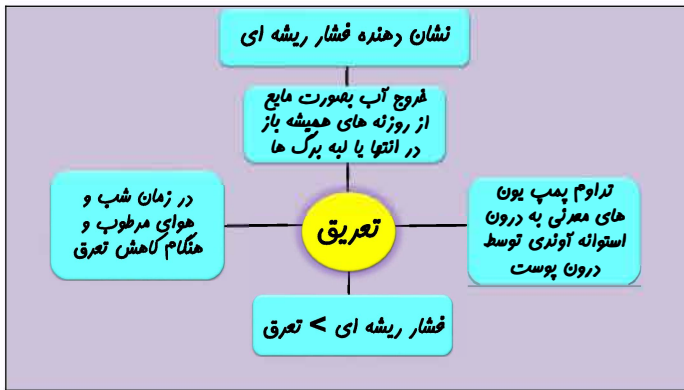 نشان دهنده فشار ریشه ای
خروج آب بصورت مایع
از روزنه های همیشه باز
در انتها یا لبه برگ ها
تداوم پمپ یون
های معدنی به درون
استوانه آوندی توسط
درون پوست
تعریق
در زمان شب و
هوای مرطوب و
هنگام کاهش تعرق
فشار ریشه ای > تعرق